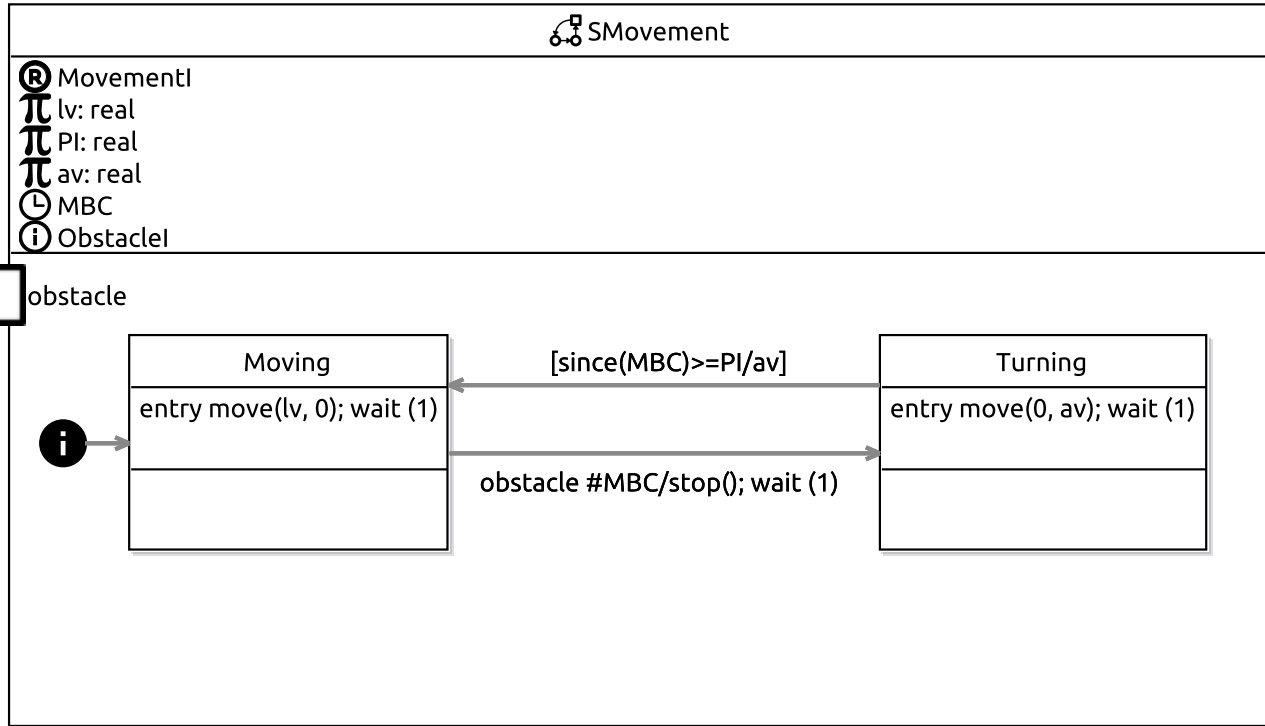 SMovement
R MovementI
π lv: real
π PI: real
π av: real
MBC
i ObstacleI
obstacle
Moving
entry move(lv, 0); wait (1)
i
[since(MBC)>=PI/av]
obstacle #MBC/stop(); wait (1)
Turning
entry move(0, av); wait (1)